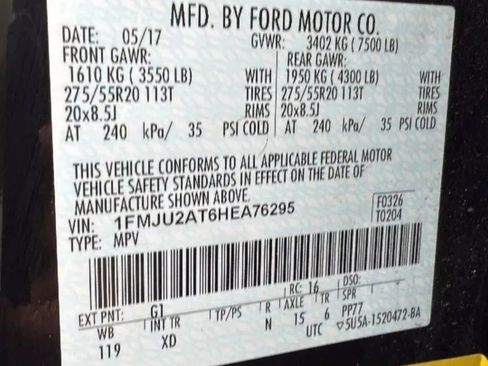 MFD. BY FORD MOTOR CO.
DATE: 05/17 GVWR: 3402 KG ( 7500 LB)
FRONT GAWR: REAR GAWR:
1610 KG ( 3550 LB) WITH 1950 KG ( 4300 LB) WITH
275/55R20 113T TIRES 275/55R20 113T TIRES
20x8.5J RIMS 20x8.5J RIMS
AT 240 kPa/ 35 PSI COLD AT 240 kPa/ 35 PSI COLD
THIS VEHICLE CONFORMS TO ALL APPLICABLE FEDERAL MOTOR
VEHICLE SAFETY STANDARDS IN EFFECT ON THE DATE OF
MANUFACTURE SHOWN ABOVE.
VIN: 1FMJU2AT6HEA76295 F0326
TYPE: MPV T0204
EXT PNT: G1 RC: 16 DSO:
WB INT TR TP/PS R AXLE TR SPR
119 XD N 15 6 PP77
UTC ▽5U5A-1520472-BA